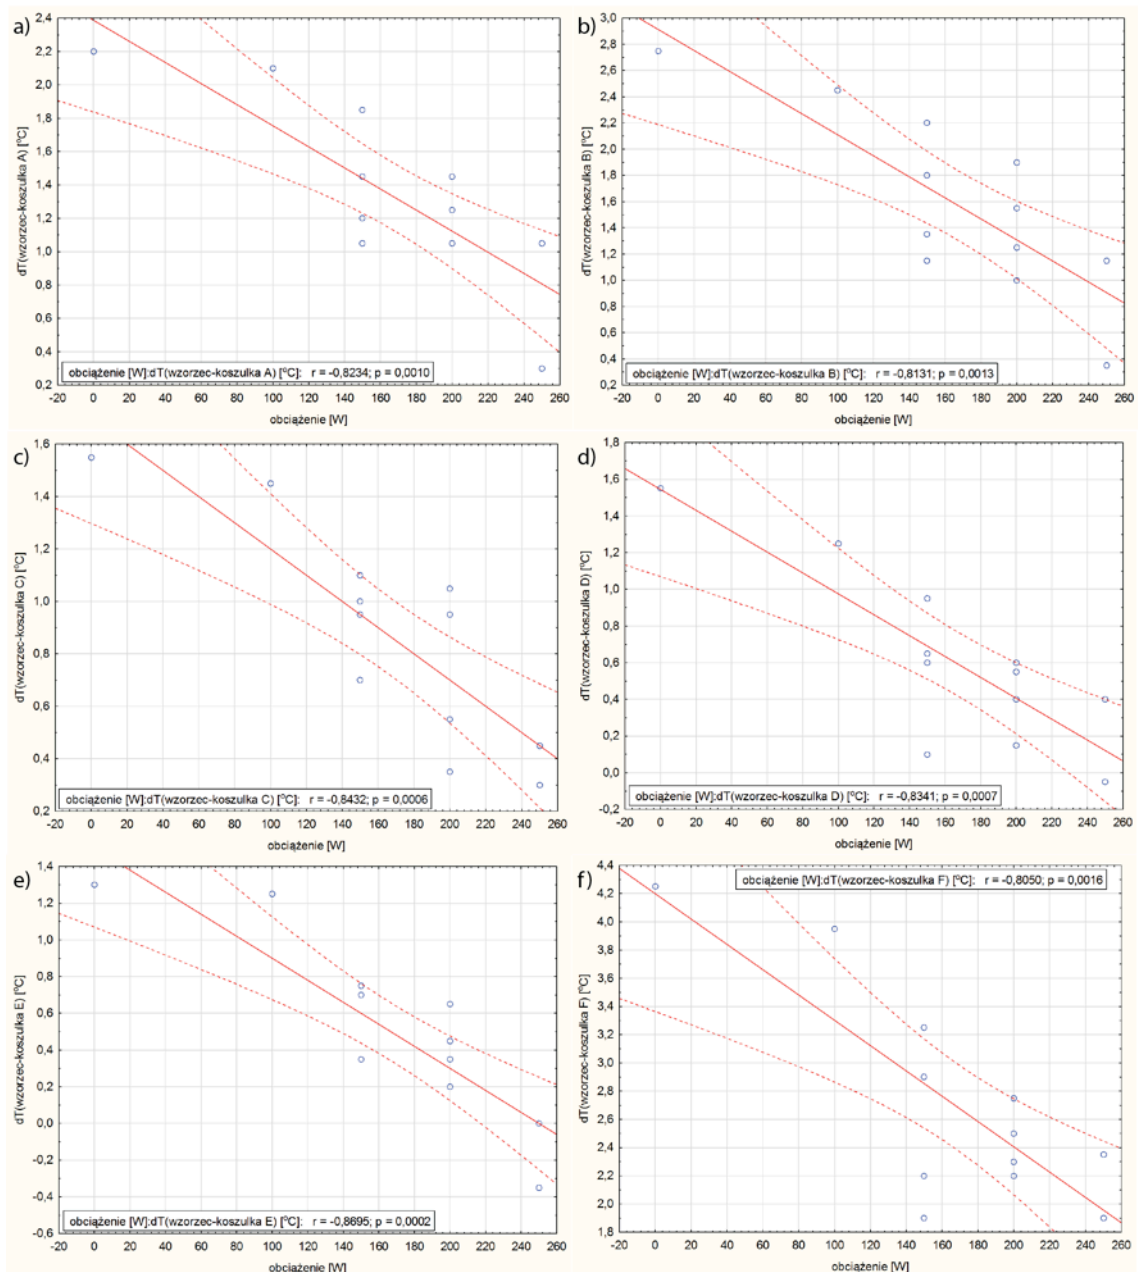 a)
2,4
2,2
2,0
1,8
1,6
1,4
1,2
1,0
0,8
0,6
0,4
0,2
dT(wzorzec-koszulka A) [°C]
obciążenie [W]:dT(wzorzec-koszulka A) [°C]: r = -0,8234; p = 0,0010
-20 0 20 40 60 80 100 120 140 160 180 200 220 240 260
obciążenie [W]
b)
3,0
2,8
2,6
2,4
2,2
2,0
1,8
1,6
1,4
1,2
1,0
0,8
0,6
0,4
0,2
dT(wzorzec-koszulka B) [°C]
obciążenie [W]:dT(wzorzec-koszulka B) [°C]: r = -0,8131; p = 0,0013
-20 0 20 40 60 80 100 120 140 160 180 200 220 240 260
obciążenie [W]
c)
1,6
1,4
1,2
1,0
0,8
0,6
0,4
0,2
dT(wzorzec-koszulka C) [°C]
obciążenie [W]:dT(wzorzec-koszulka C) [°C]: r = -0,8432; p = 0,0006
-20 0 20 40 60 80 100 120 140 160 180 200 220 240 260
obciążenie [W]
d)
1,8
1,6
1,4
1,2
1,0
0,8
0,6
0,4
0,2
0,0
-0,2
dT(wzorzec-koszulka D) [°C]
obciążenie [W]:dT(wzorzec-koszulka D) [°C]: r = -0,8341; p = 0,0007
-20 0 20 40 60 80 100 120 140 160 180 200 220 240 260
obciążenie [W]
e)
1,4
1,2
1,0
0,8
0,6
0,4
0,2
0,0
-0,2
-0,4
-0,6
dT(wzorzec-koszulka E) [°C]
obciążenie [W]:dT(wzorzec-koszulka E) [°C]: r = -0,8695; p = 0,0002
-20 0 20 40 60 80 100 120 140 160 180 200 220 240 260
obciążenie [W]
f)
4,4
4,2
4,0
3,8
3,6
3,4
3,2
3,0
2,8
2,6
2,4
2,2
2,0
1,8
dT(wzorzec-koszulka F) [°C]
obciążenie [W]:dT(wzorzec-koszulka F) [°C]: r = -0,8050; p = 0,0016
-20 0 20 40 60 80 100 120 140 160 180 200 220 240 260
obciążenie [W]